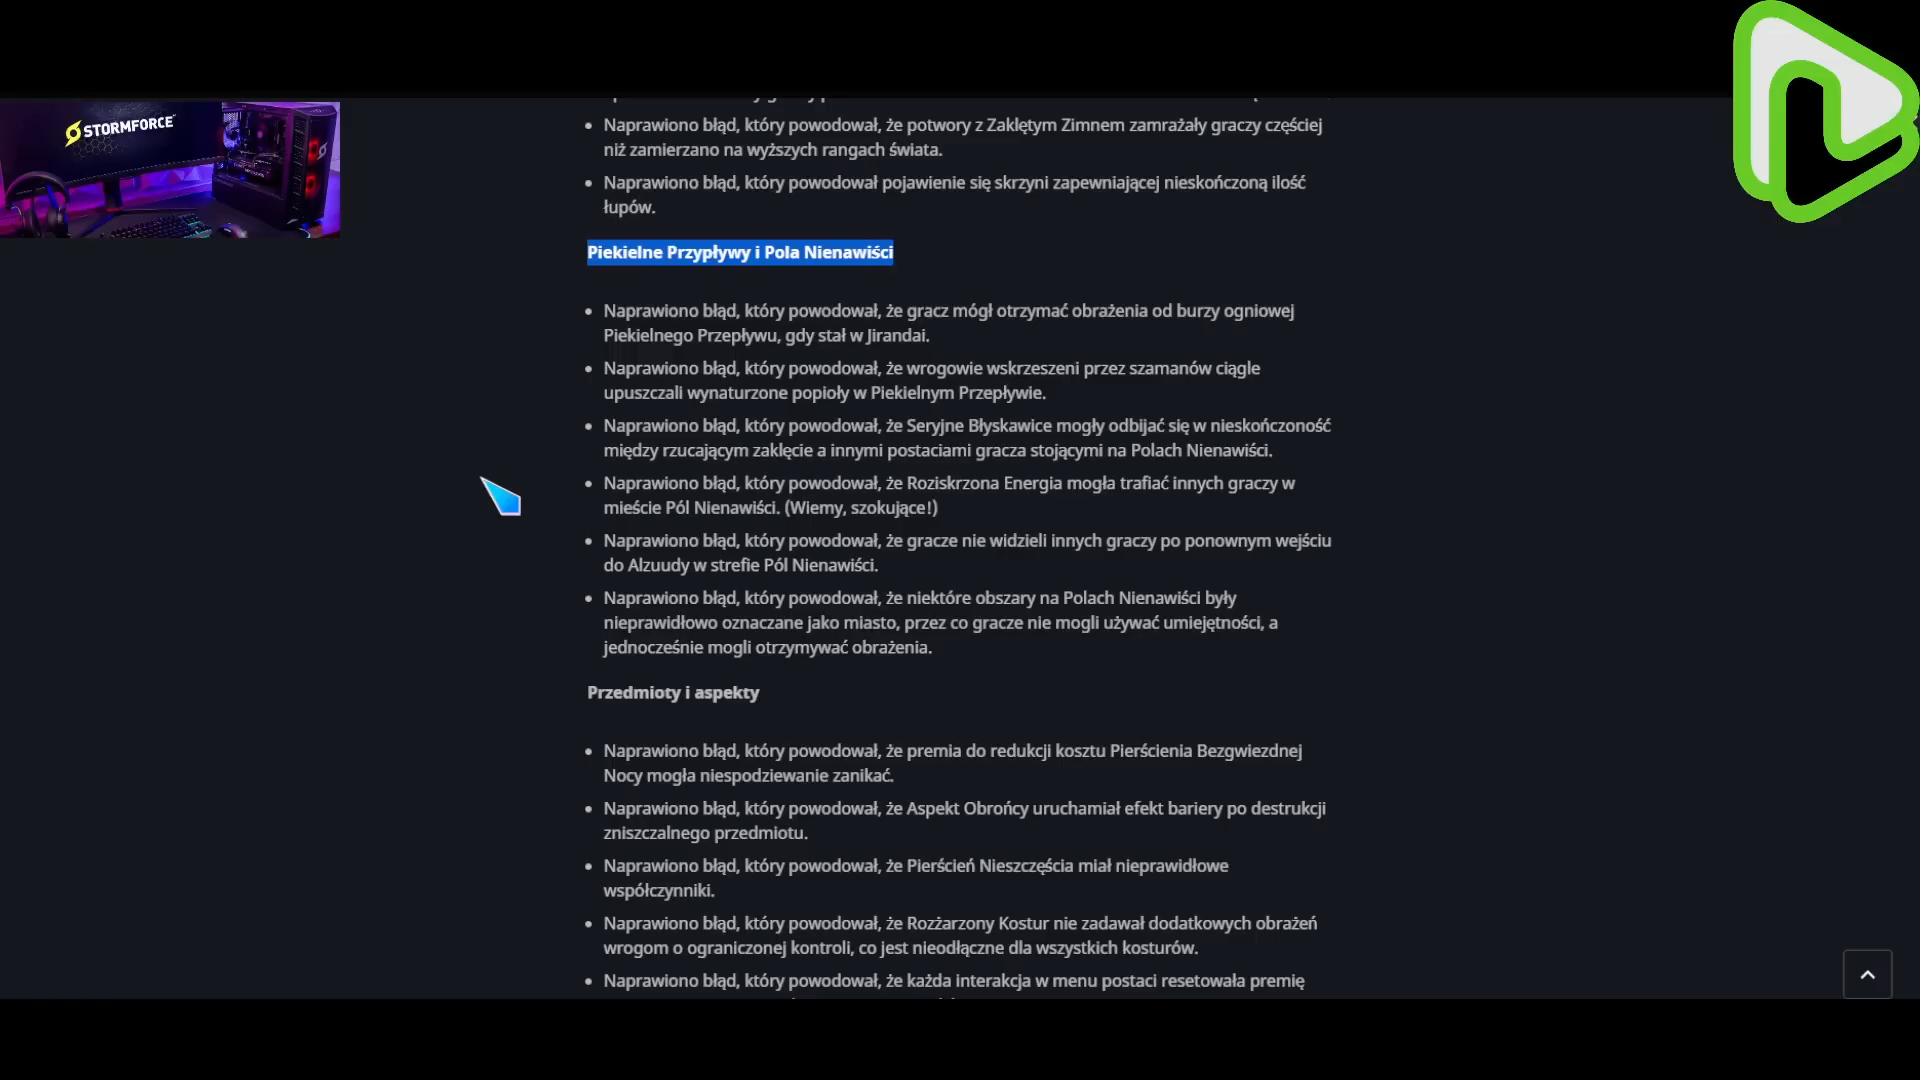 STORMFORCE
Naprawiono błąd, który powodował, że potwory z Zaklętym Zimnem zamrażały graczy częściej
niż zamierzano na wyższych rangach świata.
Naprawiono błąd, który powodował pojawienie się skrzyni zapewniającej nieskończoną ilość
łupów.
Piekielne Przypływy i Pola Nienawiści
Naprawiono błąd, który powodował, że gracz mógł otrzymać obrażenia od burzy ogniowej
Piekielnego Przepływu, gdy stał w Jirandai.
Naprawiono błąd, który powodował, że wrogowie wskrzeszeni przez szamanów ciągle
upuszczali wynaturzone popioły w Piekielnym Przepływie.
Naprawiono błąd, który powodował, że Seryjne Błyskawice mogły odbijać się w nieskończoność
między rzucającym zaklęcie a innymi postaciami gracza stojącymi na Polach Nienawiści.
Naprawiono błąd, który powodował, że Roziskrzona Energia mogła trafiać innych graczy w
mieście Pól Nienawiści. (Wiemy, szokujące!)
Naprawiono błąd, który powodował, że gracze nie widzieli innych graczy po ponownym wejściu
do Alzuudy w strefie Pól Nienawiści.
Naprawiono błąd, który powodował, że niektóre obszary na Polach Nienawiści były
nieprawidłowo oznaczane jako miasto, przez co gracze nie mogli używać umiejętności, a
jednocześnie mogli otrzymywać obrażenia.
Przedmioty i aspekty
Naprawiono błąd, który powodował, że premia do redukcji kosztu Pierścienia Bezgwiezdnej
Nocy mogła niespodziewanie zanikać.
Naprawiono błąd, który powodował, że Aspekt Obrońcy uruchamiał efekt bariery po destrukcji
zniszczalnego przedmiotu.
Naprawiono błąd, który powodował, że Pierścień Nieszczęścia miał nieprawidłowe
współczynniki.
Naprawiono błąd, który powodował, że Rozżarzony Kostur nie zadawał dodatkowych obrażeń
wrogom o ograniczonej kontroli, co jest nieodłączne dla wszystkich kosturów.
Naprawiono błąd, który powodował, że każda interakcja w menu postaci resetowała premię